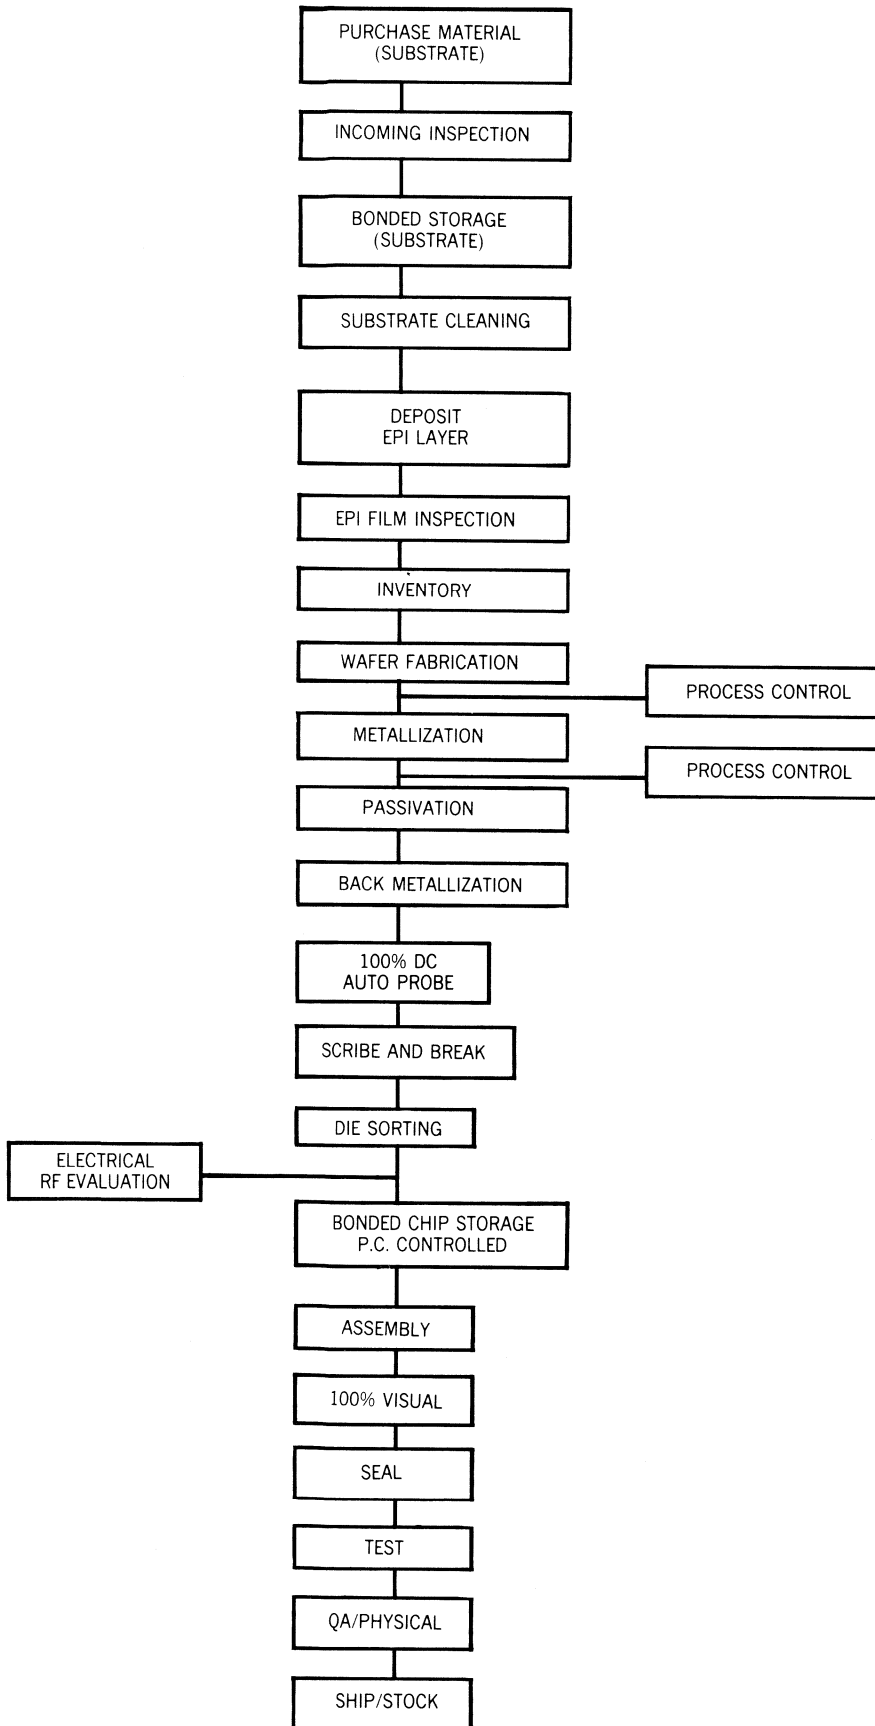 PURCHASE MATERIAL
(SUBSTRATE)
INCOMING INSPECTION
BONDED STORAGE
(SUBSTRATE)
SUBSTRATE CLEANING
DEPOSIT
EPI LAYER
EPI FILM INSPECTION
INVENTORY
WAFER FABRICATION
PROCESS CONTROL
METALLIZATION
PROCESS CONTROL
PASSIVATION
BACK METALLIZATION
100% DC
AUTO PROBE
SCRIBE AND BREAK
DIE SORTING
ELECTRICAL
RF EVALUATION
BONDED CHIP STORAGE
P.C. CONTROLLED
ASSEMBLY
100% VISUAL
SEAL
TEST
QA/PHYSICAL
SHIP/STOCK